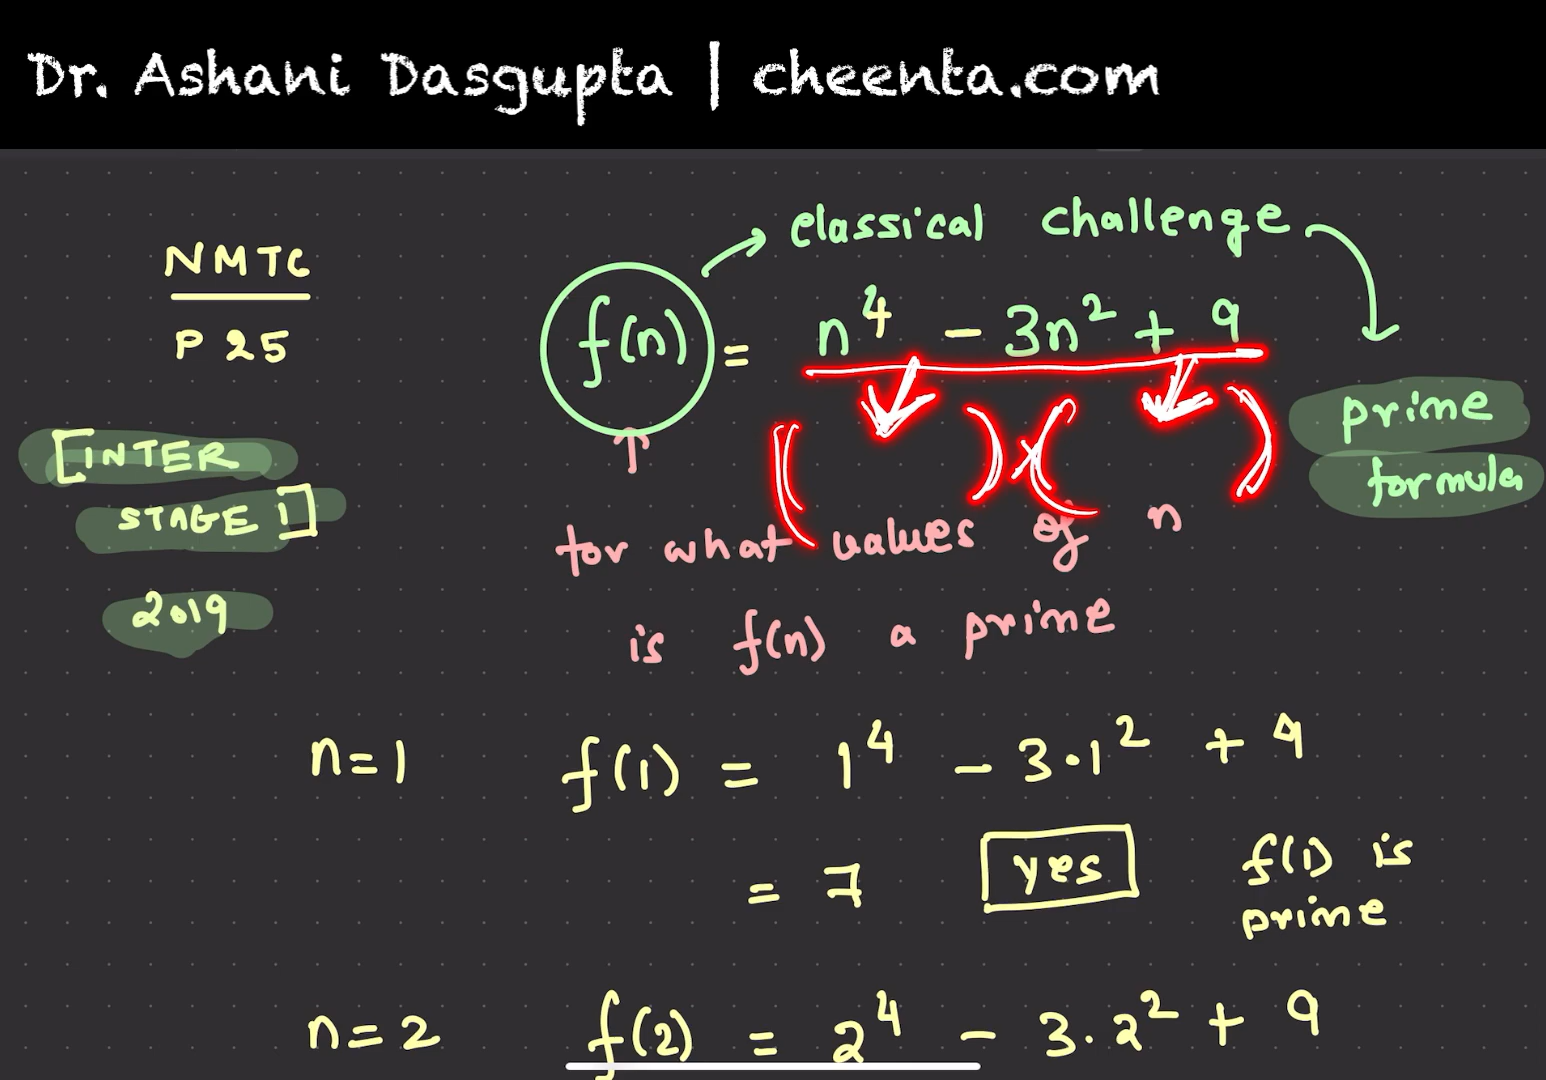 Dr. Ashani Dasgupta | cheenta.com
classical challenge
NMTC
P 25
f(n) = n⁴ - 3n² + 9
( ) × ( )
prime
formula
[INTER
STAGE]
2019
for what values of n
is f(n) a prime
n=1 f(1) = 1⁴ - 3·1² + 9
= 7 yes f(1) is
prime
n=2 f(2) = 2⁴ - 3.2² + 9